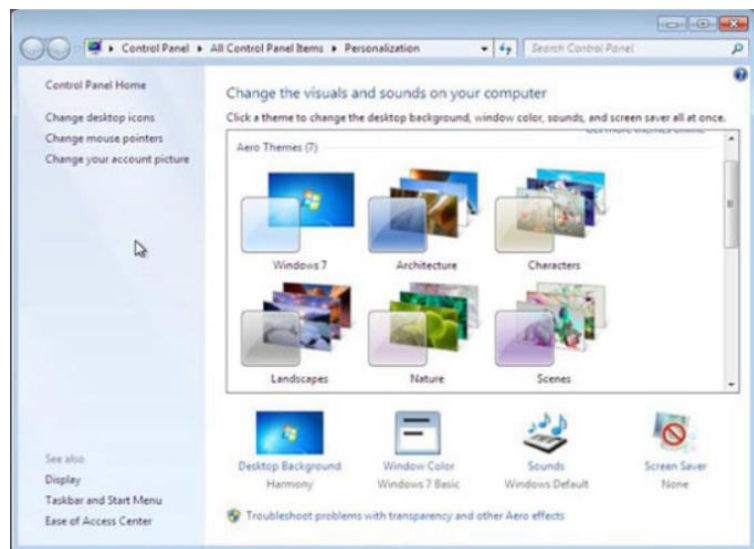 Control Panel ▸ All Control Panel Items ▸ Personalization
Search Control Panel
Control Panel Home
Change desktop icons
Change mouse pointers
Change your account picture
See also
Display
Taskbar and Start Menu
Ease of Access Center
Change the visuals and sounds on your computer
Click a theme to change the desktop background, window color, sounds, and screen saver all at once.
Get more themes online
Aero Themes (7)
Windows 7
Architecture
Characters
Landscapes
Nature
Scenes
Desktop Background
Harmony
Window Color
Windows 7 Basic
Sounds
Windows Default
Screen Saver
None
Troubleshoot problems with transparency and other Aero effects